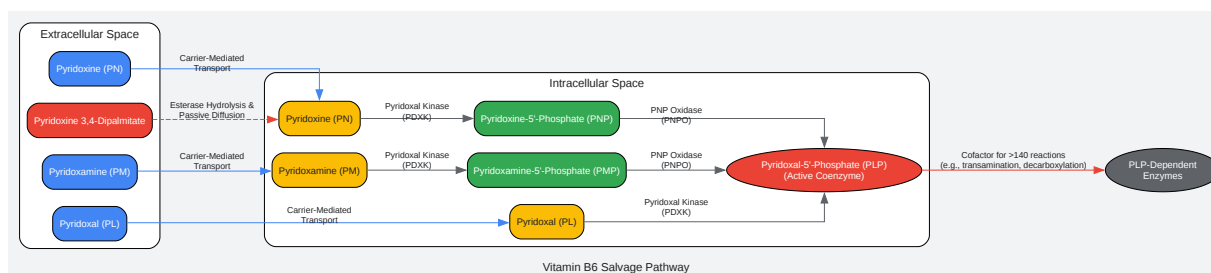 Extracellular Space
Pyridoxine (PN)
Carrier-Mediated
Transport
Pyridoxine 3,4-Dipalmitate
Esterase Hydrolysis &
Passive Diffusion
Pyridoxamine (PM)
Carrier-Mediated
Transport
Pyridoxal (PL)
Carrier-Mediated
Transport
Intracellular Space
Pyridoxine (PN)
Pyridoxal Kinase
(PDXK)
Pyridoxine-5'-Phosphate (PNP)
PNP Oxidase
(PNPO)
Pyridoxamine (PM)
Pyridoxal Kinase
(PDXK)
Pyridoxamine-5'-Phosphate (PMP)
PNP Oxidase
(PNPO)
Pyridoxal (PL)
Pyridoxal Kinase
(PDXK)
Pyridoxal-5'-Phosphate (PLP)
(Active Coenzyme)
Cofactor for >140 reactions
(e.g., transamination, decarboxylation)
PLP-Dependent
Enzymes
Vitamin B6 Salvage Pathway